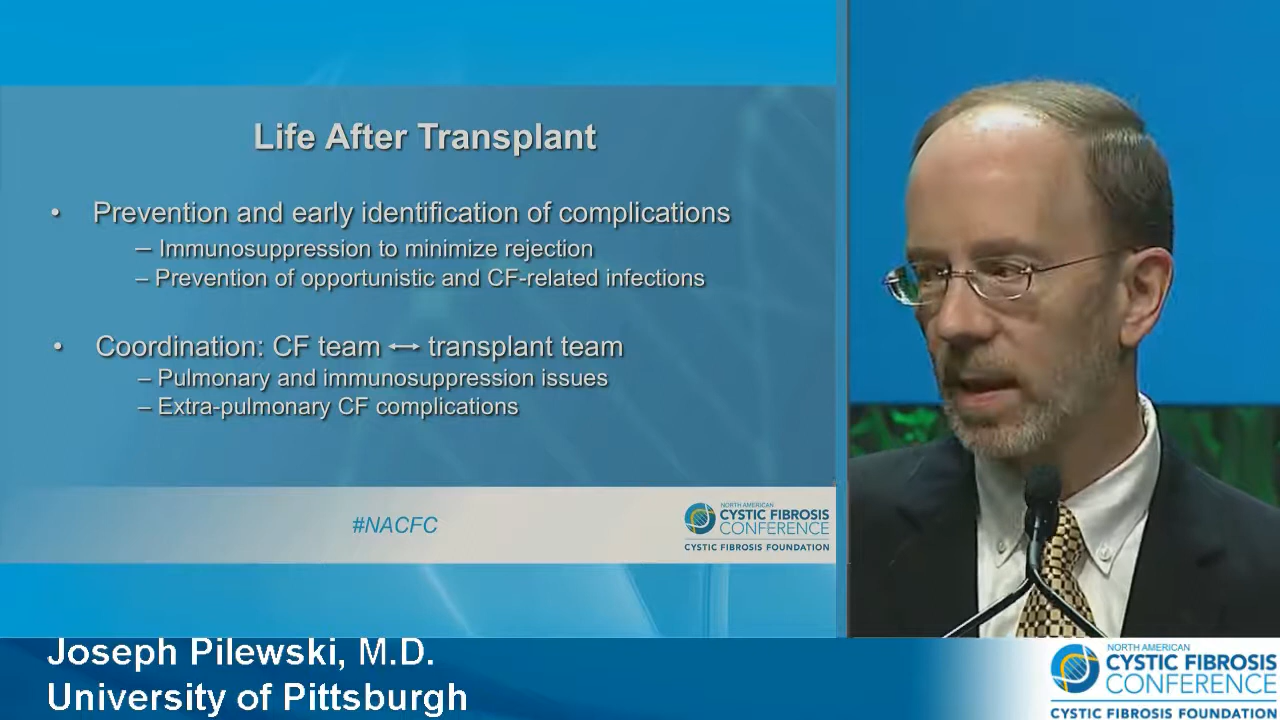 Life After Transplant
• Prevention and early identification of complications
– Immunosuppression to minimize rejection
– Prevention of opportunistic and CF-related infections
• Coordination: CF team ↔ transplant team
– Pulmonary and immunosuppression issues
– Extra-pulmonary CF complications
#NACFC
NORTH AMERICAN
CYSTIC FIBROSIS
CONFERENCE
CYSTIC FIBROSIS FOUNDATION
Joseph Pilewski, M.D.
University of Pittsburgh
NORTH AMERICAN
CYSTIC FIBROSIS
CONFERENCE
CYSTIC FIBROSIS FOUNDATION